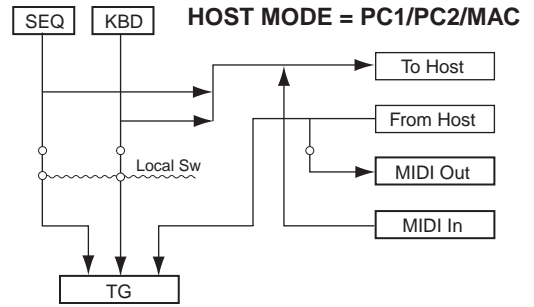 SEQ KBD HOST MODE = PC1/PC2/MAC
To Host
From Host
Local Sw
MIDI Out
MIDI In
TG